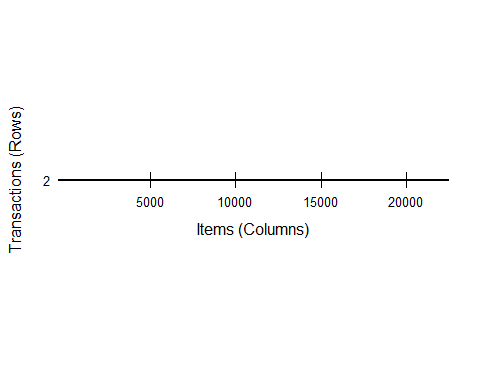 Transactions (Rows)
2
5000 10000 15000 20000
Items (Columns)